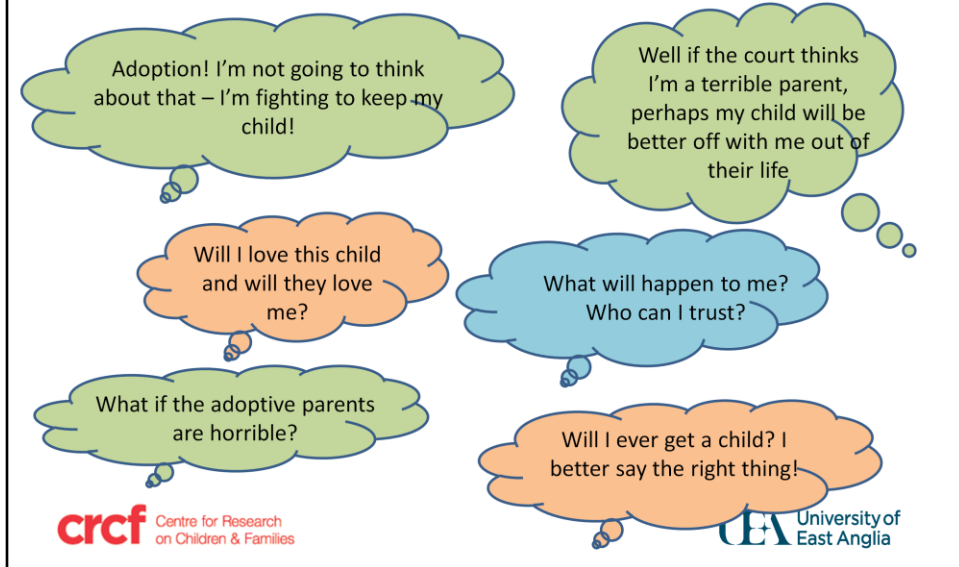 Adoption! I’m not going to think
about that – I’m fighting to keep my
child!
Well if the court thinks
I’m a terrible parent,
perhaps my child will be
better off with me out of
their life
Will I love this child
and will they love
me?
What will happen to me?
Who can I trust?
What if the adoptive parents
are horrible?
Will I ever get a child? I
better say the right thing!
crcf
Centre for Research
on Children & Families
UEA
University of
East Anglia